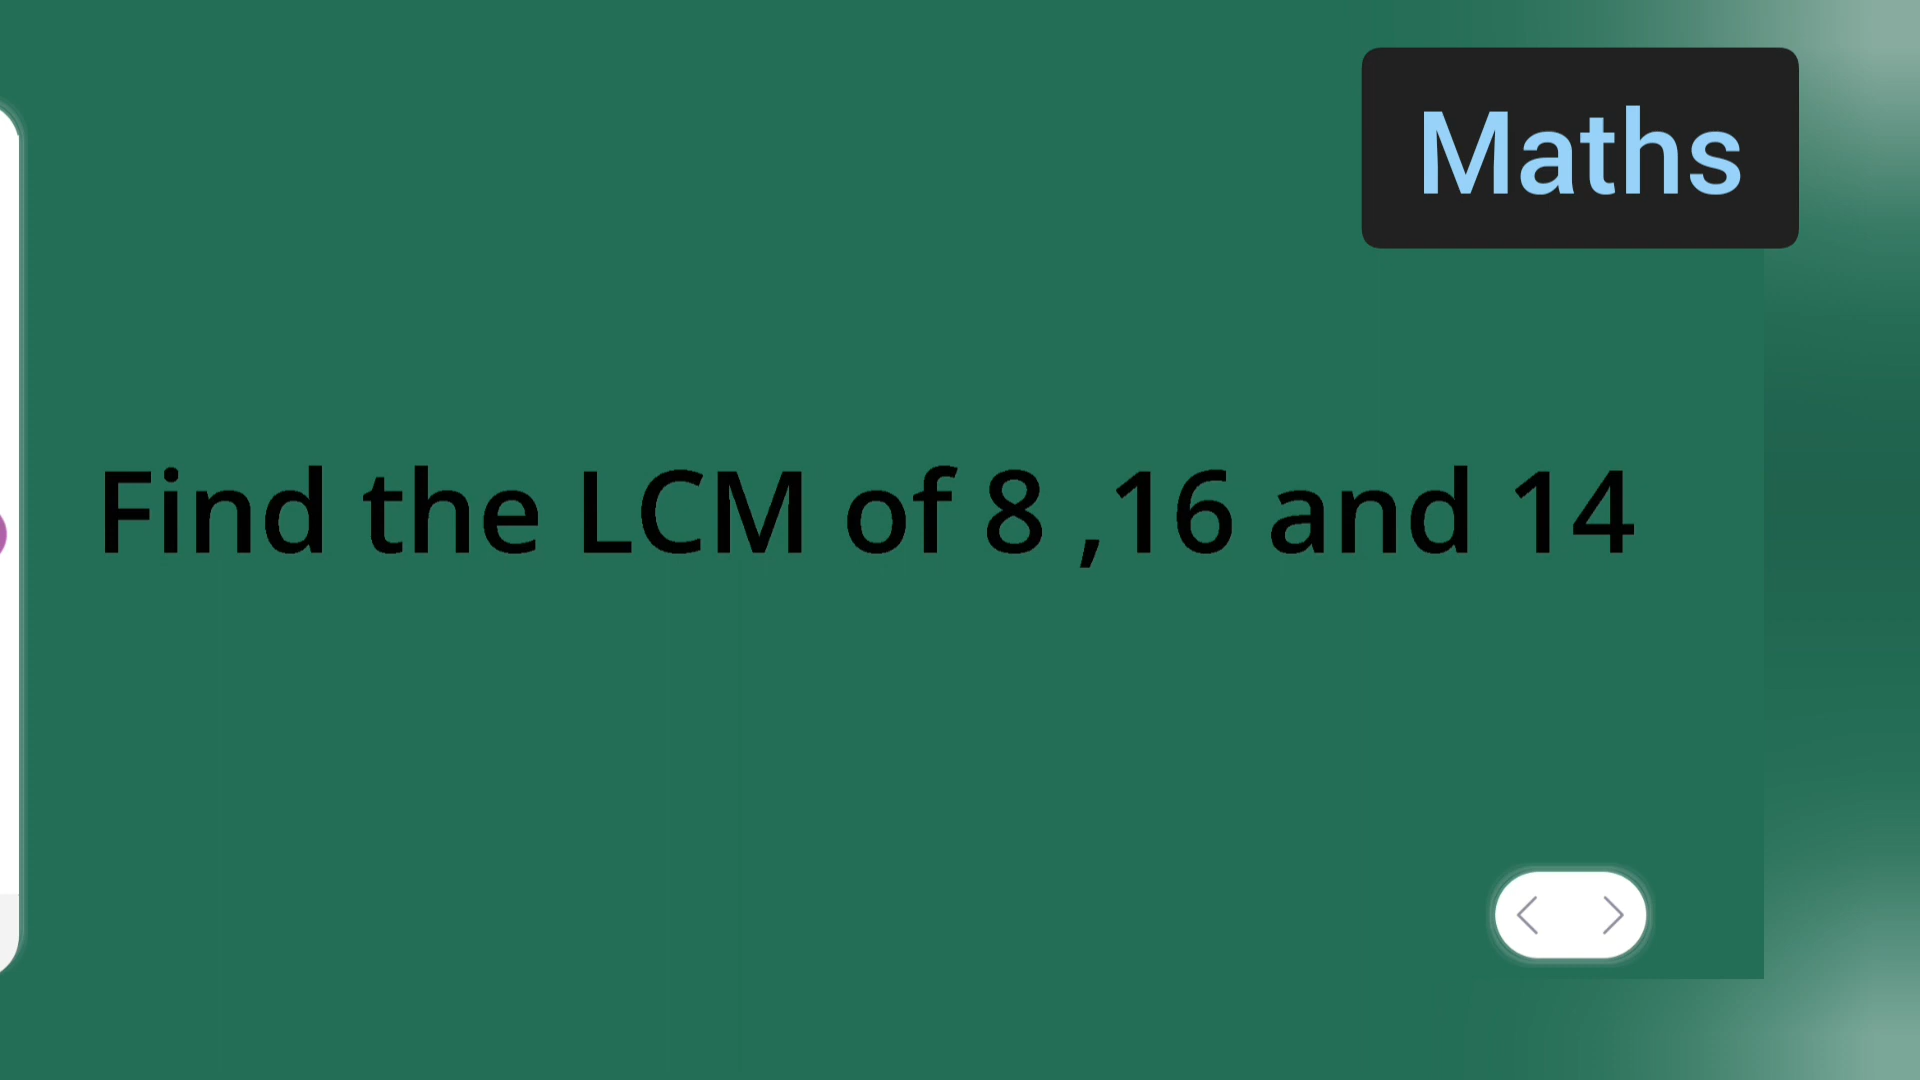 Maths
Find the LCM of 8 ,16 and 14